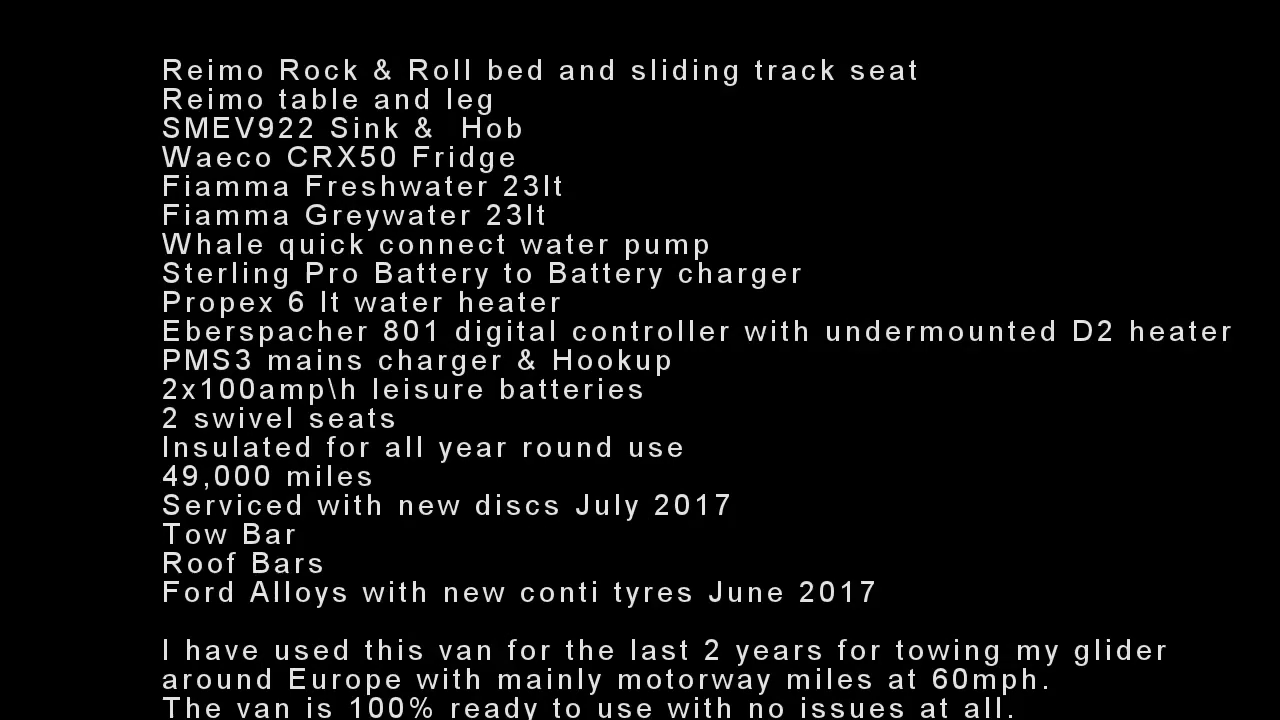 Reimo Rock & Roll bed and sliding track seat
Reimo table and leg
SMEV922 Sink &  Hob
Waeco CRX50 Fridge
Fiamma Freshwater 23lt
Fiamma Greywater 23lt
Whale quick connect water pump
Sterling Pro Battery to Battery charger
Propex 6 lt water heater
Eberspacher 801 digital controller with undermounted D2 heater
PMS3 mains charger & Hookup
2x100amp\h leisure batteries
2 swivel seats
Insulated for all year round use
49,000 miles
Serviced with new discs July 2017
Tow Bar
Roof Bars
Ford Alloys with new conti tyres June 2017
I have used this van for the last 2 years for towing my glider
around Europe with mainly motorway miles at 60mph.
The van is 100% ready to use with no issues at all.